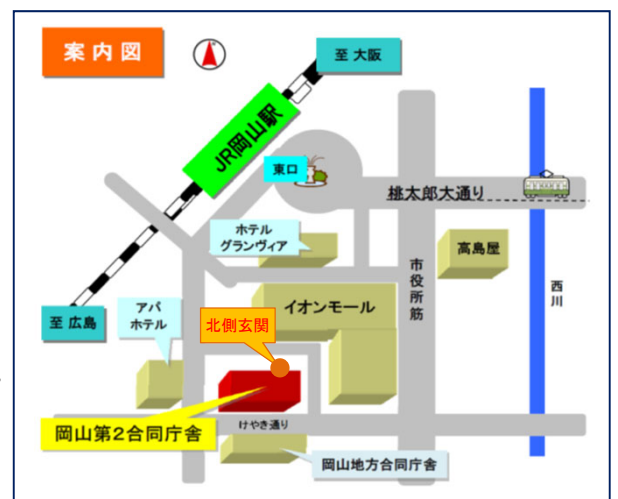 案内図
至 大阪
JR岡山駅
東口
桃太郎大通り
ホテル
グランヴィア
高島屋
市役所筋
西川
至 広島
アパ
ホテル
イオンモール
北側玄関
岡山第2合同庁舎
けやき通り
岡山地方合同庁舎